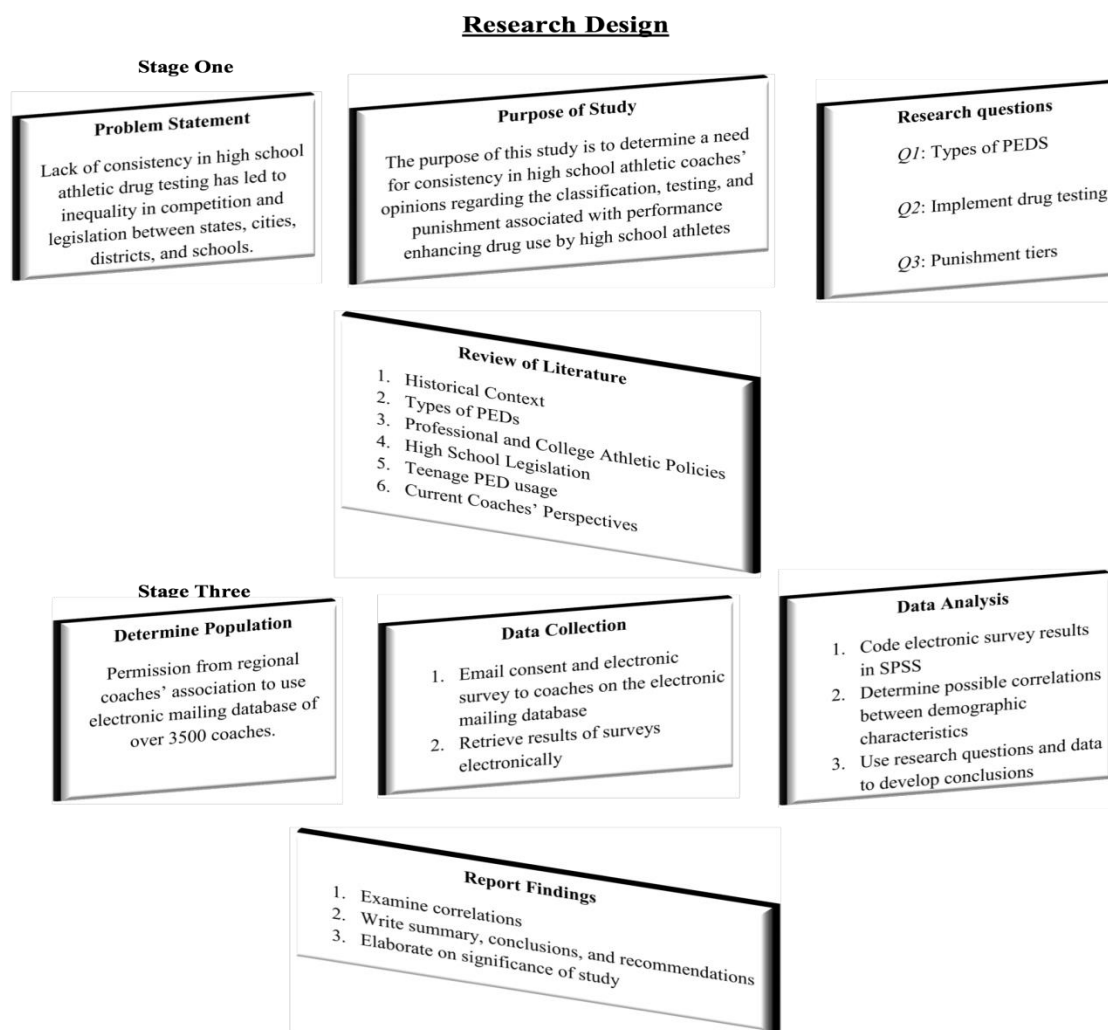 Research Design
Stage One
Problem Statement
Lack of consistency in high school
athletic drug testing has led to
inequality in competition and
legislation between states, cities,
districts, and schools.
Purpose of Study
The purpose of this study is to determine a need
for consistency in high school athletic coaches’
opinions regarding the classification, testing, and
punishment associated with performance
enhancing drug use by high school athletes
Research questions
Q1: Types of PEDS
Q2: Implement drug testing
Q3: Punishment tiers
Review of Literature
1. Historical Context
2. Types of PEDs
3. Professional and College Athletic Policies
4. High School Legislation
5. Teenage PED usage
6. Current Coaches’ Perspectives
Stage Three
Determine Population
Permission from regional
coaches’ association to use
electronic mailing database of
over 3500 coaches.
Data Collection
1. Email consent and electronic
survey to coaches on the electronic
mailing database
2. Retrieve results of surveys
electronically
Data Analysis
1. Code electronic survey results
in SPSS
2. Determine possible correlations
between demographic
characteristics
3. Use research questions and data
to develop conclusions
Report Findings
1. Examine correlations
2. Write summary, conclusions, and recommendations
3. Elaborate on significance of study